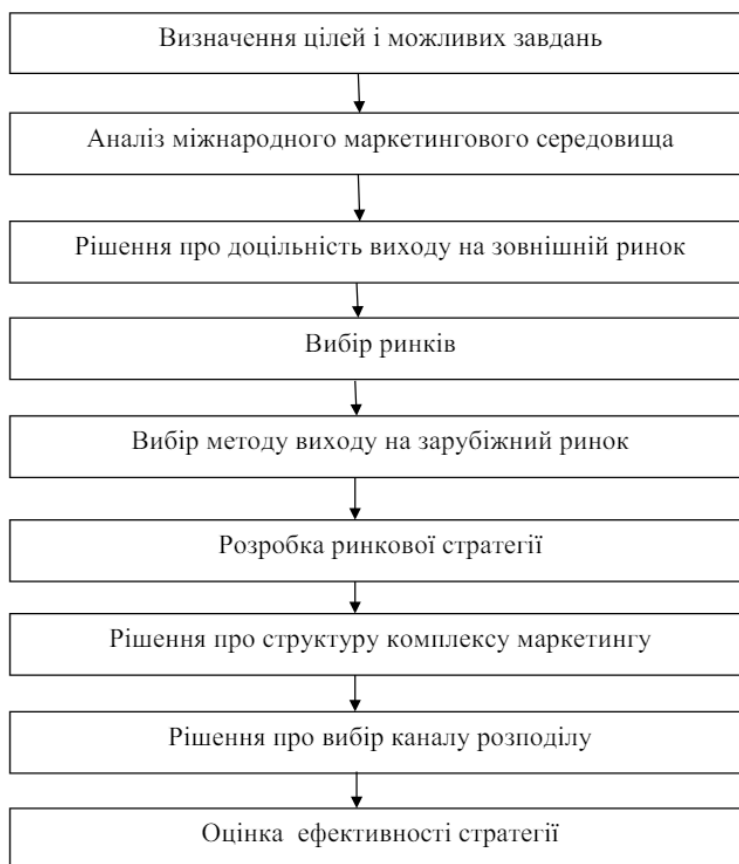 Визначення цілей і можливих завдань
Аналіз міжнародного маркетингового середовища
Рішення про доцільність виходу на зовнішній ринок
Вибір ринків
Вибір методу виходу на зарубіжний ринок
Розробка ринкової стратегії
Рішення про структуру комплексу маркетингу
Рішення про вибір каналу розподілу
Оцінка ефективності стратегії